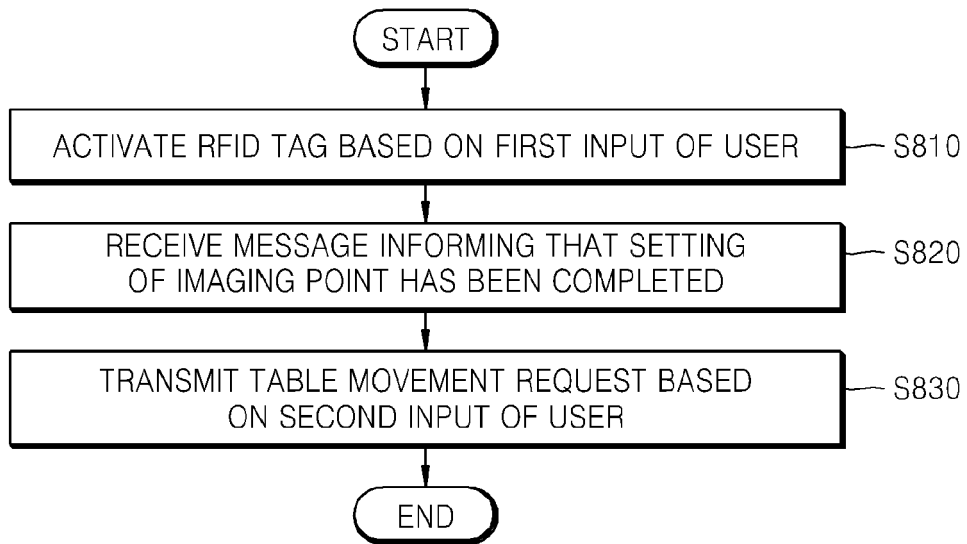 START
ACTIVATE RFID TAG BASED ON FIRST INPUT OF USER
S810
RECEIVE MESSAGE INFORMING THAT SETTING
OF IMAGING POINT HAS BEEN COMPLETED
S820
TRANSMIT TABLE MOVEMENT REQUEST BASED
ON SECOND INPUT OF USER
S830
END